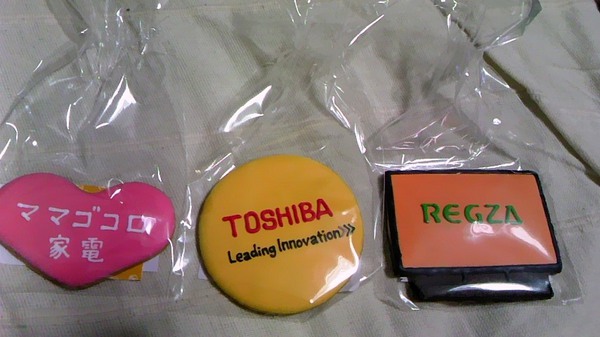 ママゴコロ
家電
TOSHIBA
Leading Innovation>>>
REGZA